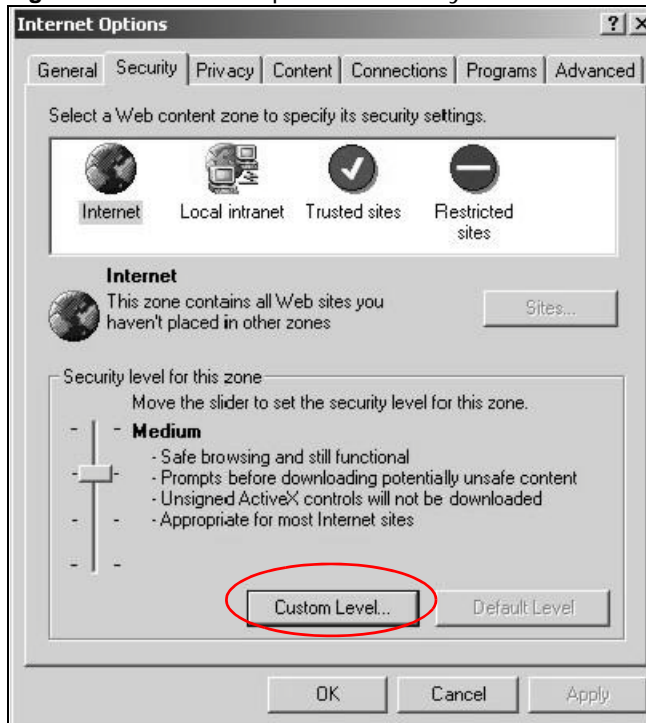 Internet Options
General Security Privacy Content Connections Programs Advanced
Select a Web content zone to specify its security settings.
Internet Local intranet Trusted sites Restricted sites
Internet
This zone contains all Web sites you
haven't placed in other zones
Sites...
Security level for this zone
Move the slider to set the security level for this zone.
Medium
- Safe browsing and still functional
- Prompts before downloading potentially unsafe content
- Unsigned ActiveX controls will not be downloaded
- Appropriate for most Internet sites
Custom Level... Default Level
OK Cancel Apply